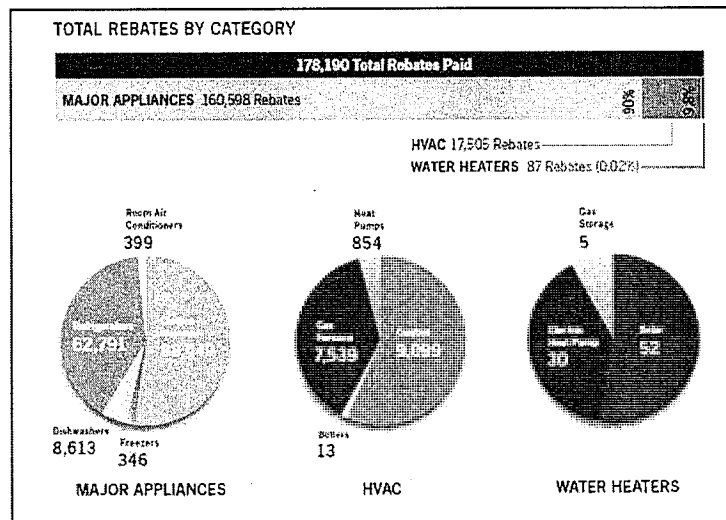 TOTAL REBATES BY CATEGORY
178,190 Total Rebates Paid
MAJOR APPLIANCES 160,598 Rebates
90%
9.8%
HVAC 17,505 Rebates
WATER HEATERS 87 Rebates (0.02%)
Room Air
Conditioners
399
Refrigerators
62,791
Dishwashers
8,613
Freezers
346
MAJOR APPLIANCES
Heat
Pumps
854
Gas
Furnaces
7,539
9,099
Boilers
13
HVAC
Gas
Storage
5
Electric
Heat Pump
30
Solar
52
WATER HEATERS